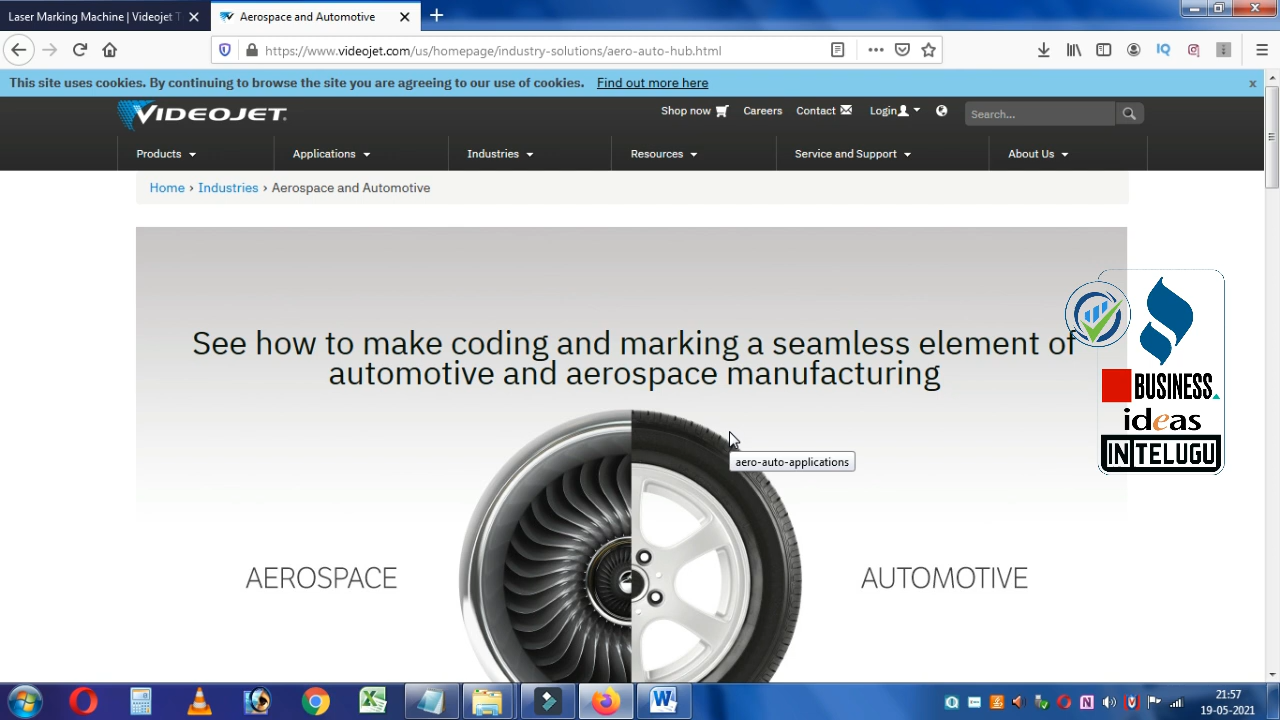 Laser Marking Machine | Videojet T
Aerospace and Automotive
https://www.videojet.com/us/homepage/industry-solutions/aero-auto-hub.html
This site uses cookies. By continuing to browse the site you are agreeing to our use of cookies. Find out more here
x
VIDEOJET.
Shop now
Careers
Contact
Login
Search...
Products
Applications
Industries
Resources
Service and Support
About Us
Home › Industries › Aerospace and Automotive
See how to make coding and marking a seamless element of
automotive and aerospace manufacturing
aero-auto-applications
AEROSPACE
AUTOMOTIVE
BUSINESS.
ideas
IN TELUGU
21:57
19-05-2021